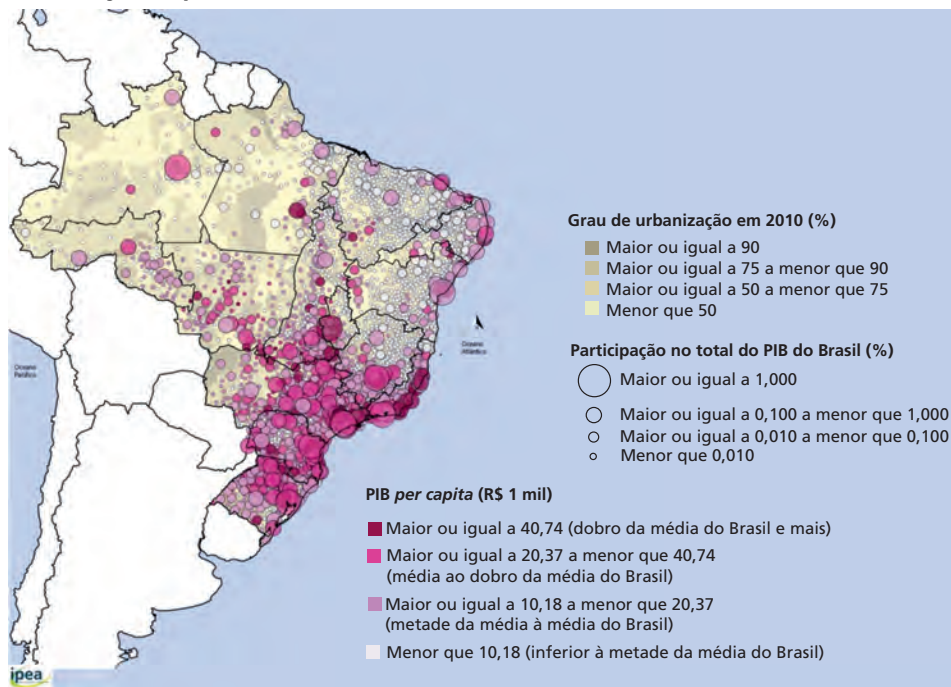 Oceano
Pacífico
Oceano
Atlântico
Grau de urbanização em 2010 (%)
Maior ou igual a 90
Maior ou igual a 75 a menor que 90
Maior ou igual a 50 a menor que 75
Menor que 50
Participação no total do PIB do Brasil (%)
Maior ou igual a 1,000
Maior ou igual a 0,100 a menor que 1,000
Maior ou igual a 0,010 a menor que 0,100
Menor que 0,010
PIB per capita (R$ 1 mil)
Maior ou igual a 40,74 (dobro da média do Brasil e mais)
Maior ou igual a 20,37 a menor que 40,74
(média ao dobro da média do Brasil)
Maior ou igual a 10,18 a menor que 20,37
(metade da média à média do Brasil)
Menor que 10,18 (inferior à metade da média do Brasil)
ipea